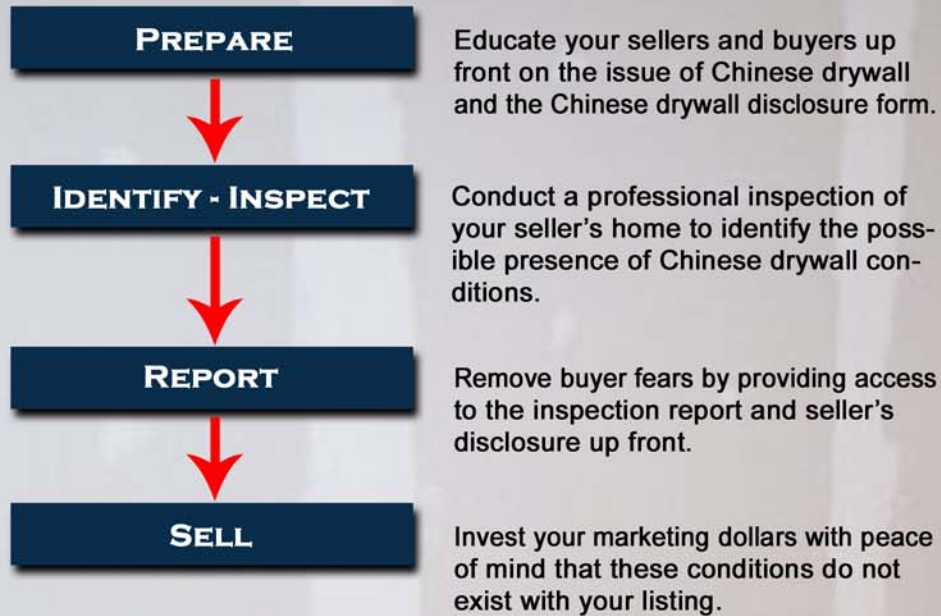 PREPARE
Educate your sellers and buyers up
front on the issue of Chinese drywall
and the Chinese drywall disclosure form.
IDENTIFY - INSPECT
Conduct a professional inspection of
your seller's home to identify the poss-
ible presence of Chinese drywall con-
ditions.
REPORT
Remove buyer fears by providing access
to the inspection report and seller's
disclosure up front.
SELL
Invest your marketing dollars with peace
of mind that these conditions do not
exist with your listing.